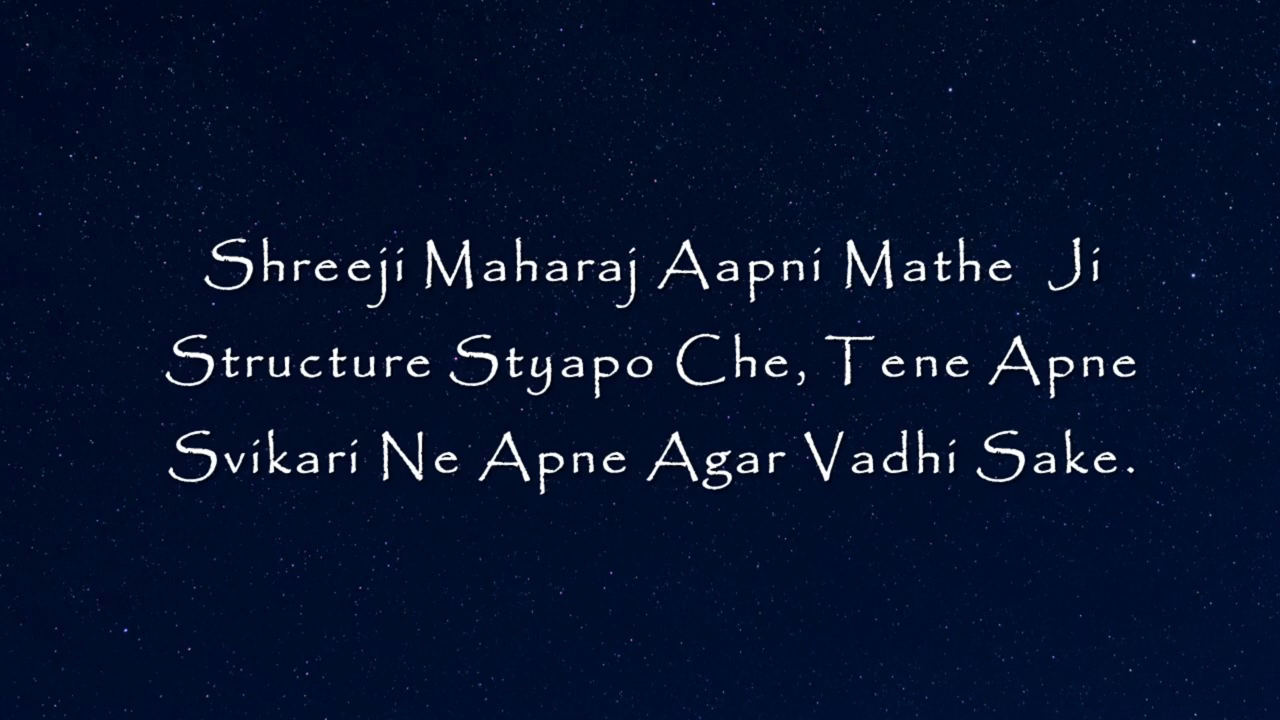 Shreeji Maharaj Aapni Mathe Ji
Structure Styapo Che, Tene Apne
Svikari Ne Apne Agar Vadhi Sake.